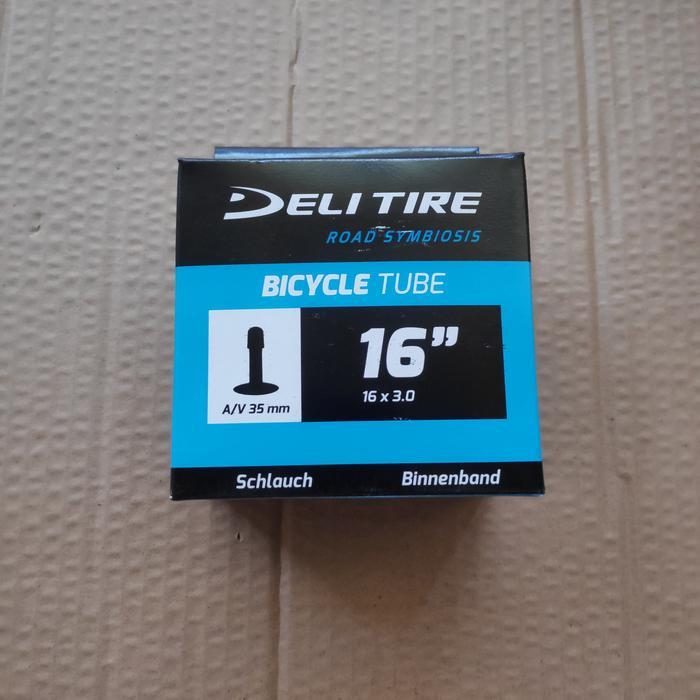 DELI TIRE
ROAD SYMBIOSIS
BICYCLE TUBE
16”
16 x 3.0
A/V 35 mm
Schlauch Binnenband